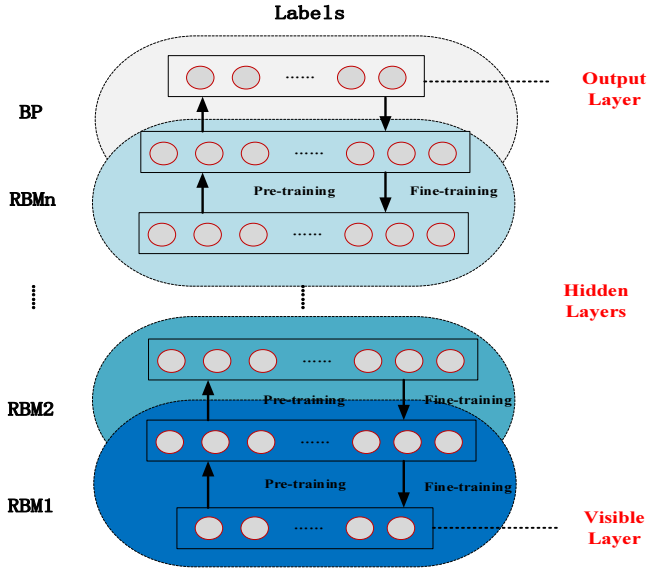 Labels
Output
Layer
BP
RBMn
Pre-training
Fine-training
Hidden
Layers
RBM2
Pre-training
Fine-training
RBM1
Pre-training
Fine-training
Visible
Layer